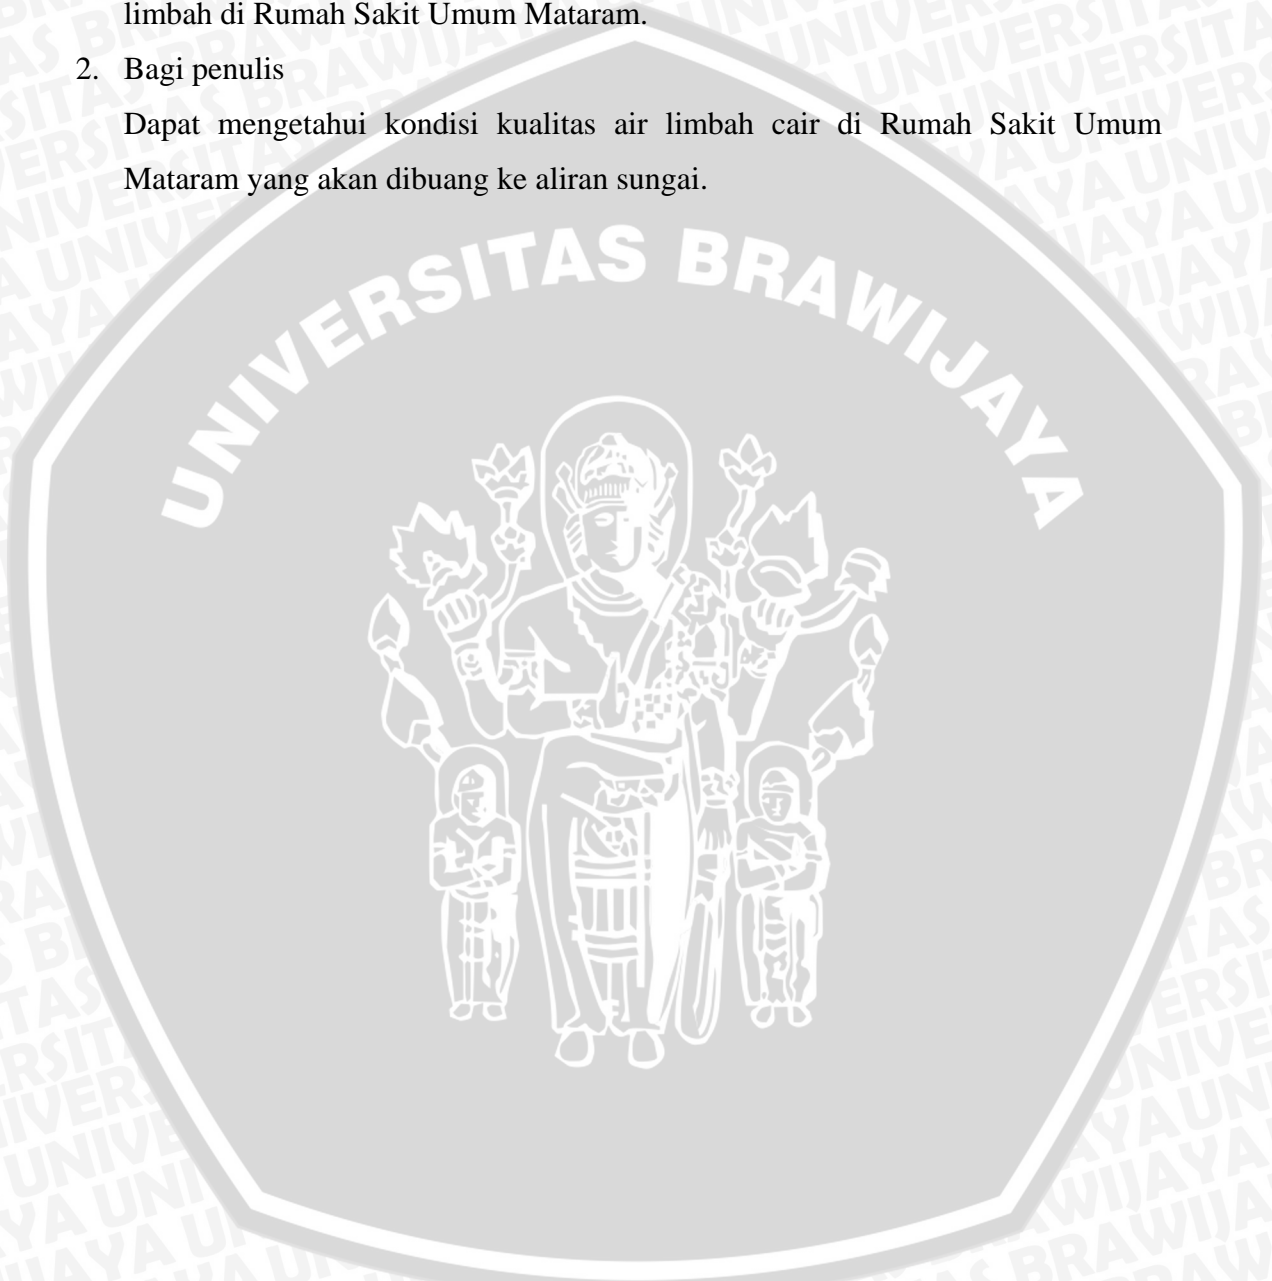 limbah di Rumah Sakit Umum Mataram.
2. Bagi penulis
Dapat mengetahui kondisi kualitas air limbah cair di Rumah Sakit Umum
Mataram yang akan dibuang ke aliran sungai.
UNIVERSITAS BRAWIJAYA